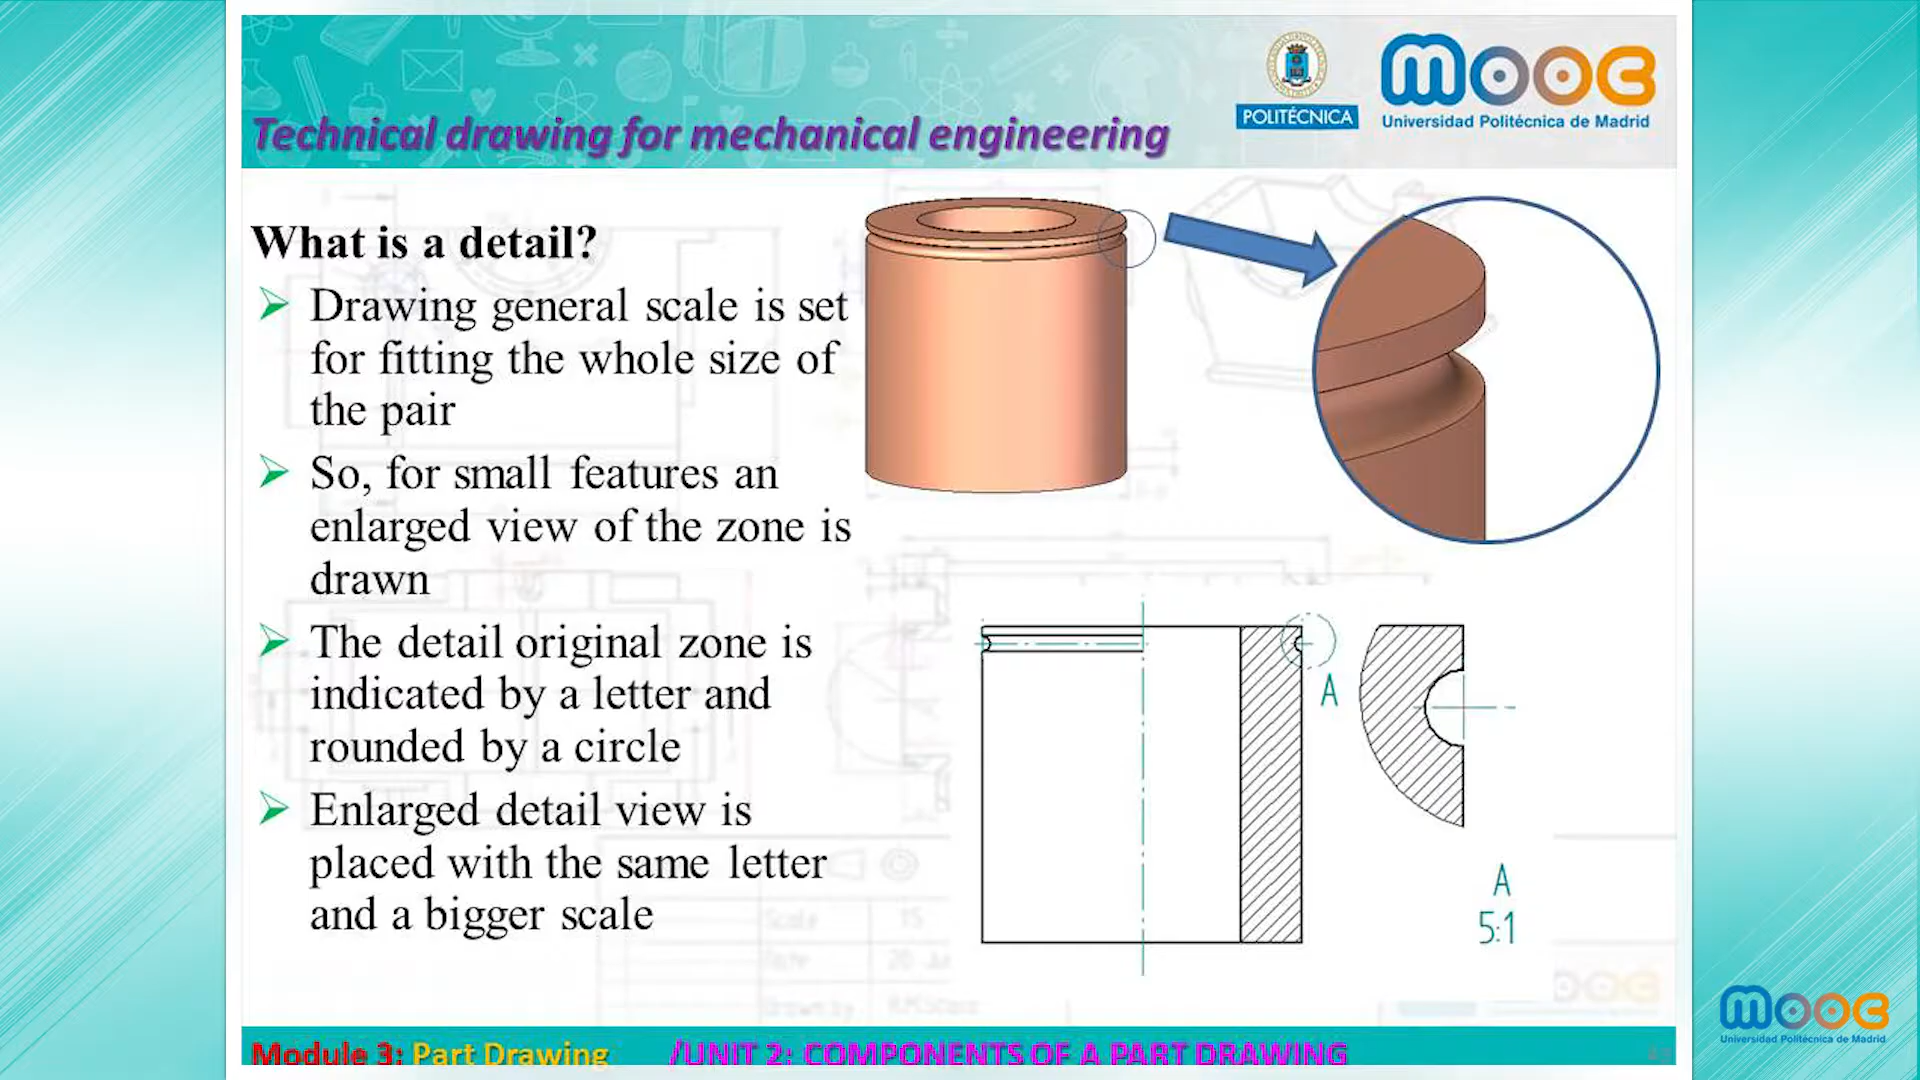 POLITÉCNICA
mooc
Universidad Politécnica de Madrid
Technical drawing for mechanical engineering
What is a detail?
Drawing general scale is set
for fitting the whole size of
the pair
So, for small features an
enlarged view of the zone is
drawn
The detail original zone is
indicated by a letter and
rounded by a circle
Enlarged detail view is
placed with the same letter
and a bigger scale
A
A
5:1
Scale
Module 3: Part Drawing /UNIT 2: COMPONENTS OF A PART DRAWING
mooc
Universidad Politécnica de Madrid